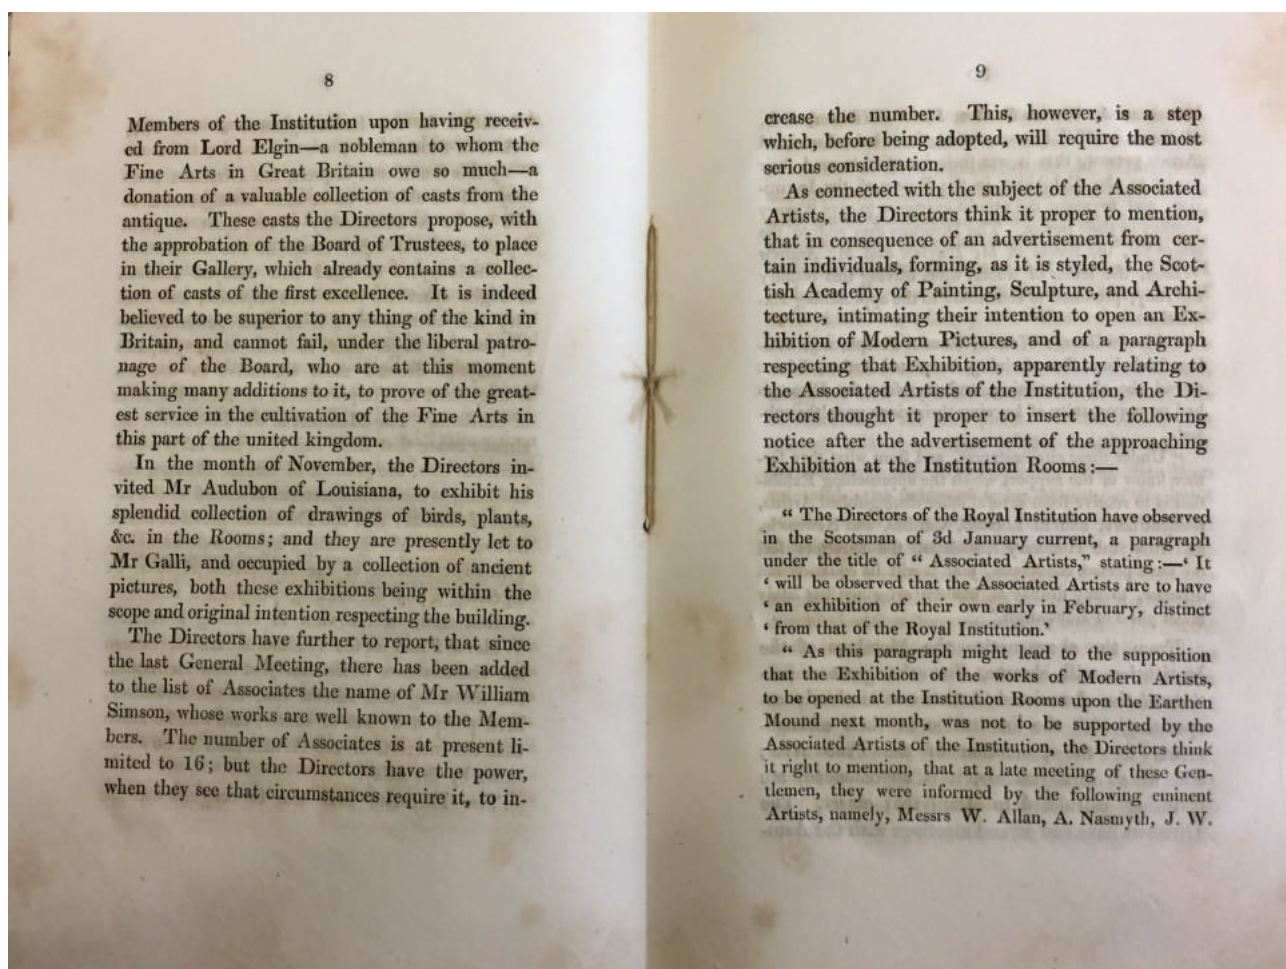 8
Members of the Institution upon having receiv-
ed from Lord Elgin—a nobleman to whom the
Fine Arts in Great Britain owe so much—a
donation of a valuable collection of casts from the
antique. These casts the Directors propose, with
the approbation of the Board of Trustees, to place
in their Gallery, which already contains a collec-
tion of casts of the first excellence. It is indeed
believed to be superior to any thing of the kind in
Britain, and cannot fail, under the liberal patro-
nage of the Board, who are at this moment
making many additions to it, to prove of the great-
est service in the cultivation of the Fine Arts in
this part of the united kingdom.
In the month of November, the Directors in-
vited Mr Audubon of Louisiana, to exhibit his
splendid collection of drawings of birds, plants,
&c. in the Rooms; and they are presently let to
Mr Galli, and occupied by a collection of ancient
pictures, both these exhibitions being within the
scope and original intention respecting the building.
The Directors have further to report, that since
the last General Meeting, there has been added
to the list of Associates the name of Mr William
Simson, whose works are well known to the Mem-
bers. The number of Associates is at present li-
mited to 16; but the Directors have the power,
when they see that circumstances require it, to in-
9
crease the number. This, however, is a step
which, before being adopted, will require the most
serious consideration.
As connected with the subject of the Associated
Artists, the Directors think it proper to mention,
that in consequence of an advertisement from cer-
tain individuals, forming, as it is styled, the Scot-
tish Academy of Painting, Sculpture, and Archi-
tecture, intimating their intention to open an Ex-
hibition of Modern Pictures, and of a paragraph
respecting that Exhibition, apparently relating to
the Associated Artists of the Institution, the Di-
rectors thought it proper to insert the following
notice after the advertisement of the approaching
Exhibition at the Institution Rooms:—
“ The Directors of the Royal Institution have observed
in the Scotsman of 3d January current, a paragraph
under the title of “ Associated Artists,” stating:—‘ It
‘ will be observed that the Associated Artists are to have
‘ an exhibition of their own early in February, distinct
‘ from that of the Royal Institution.’
“ As this paragraph might lead to the supposition
that the Exhibition of the works of Modern Artists,
to be opened at the Institution Rooms upon the Earthen
Mound next month, was not to be supported by the
Associated Artists of the Institution, the Directors think
it right to mention, that at a late meeting of these Gen-
tlemen, they were informed by the following eminent
Artists, namely, Messrs W. Allan, A. Nasmyth, J. W.